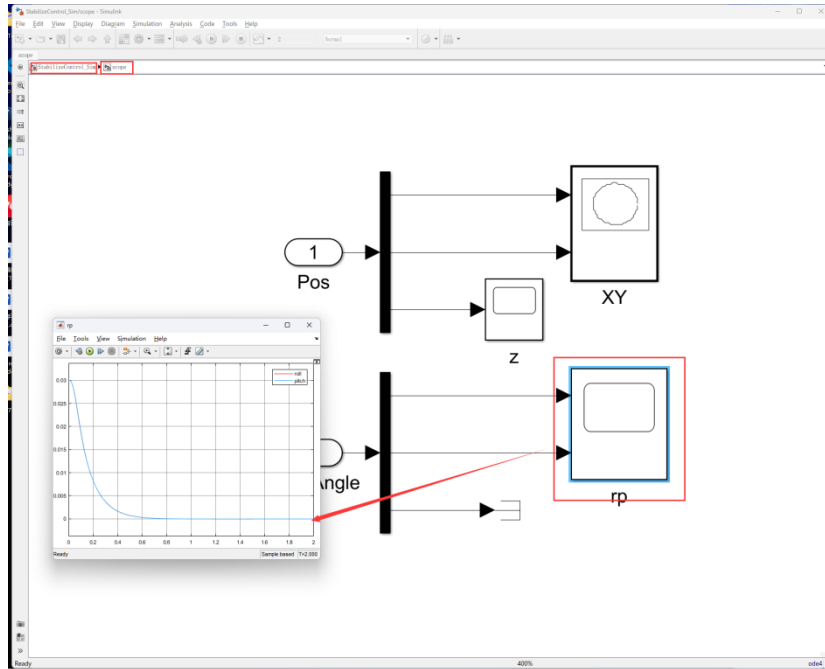 StabilizeControl_Sim/scope - Simulink
File Edit View Display Diagram Simulation Analysis Code Tools Help
Normal
scope
StabilizeControl_Sim
scope
1
Pos
XY
z
rp
File Tools View Simulation Help
roll
pitch
0.03
0.025
0.02
0.015
0.01
0.005
0
0 0.2 0.4 0.6 0.8 1 1.2 1.4 1.6 1.8 2
Ready
Sample based T=2.000
Angle
rp
Ready
400%
ode4